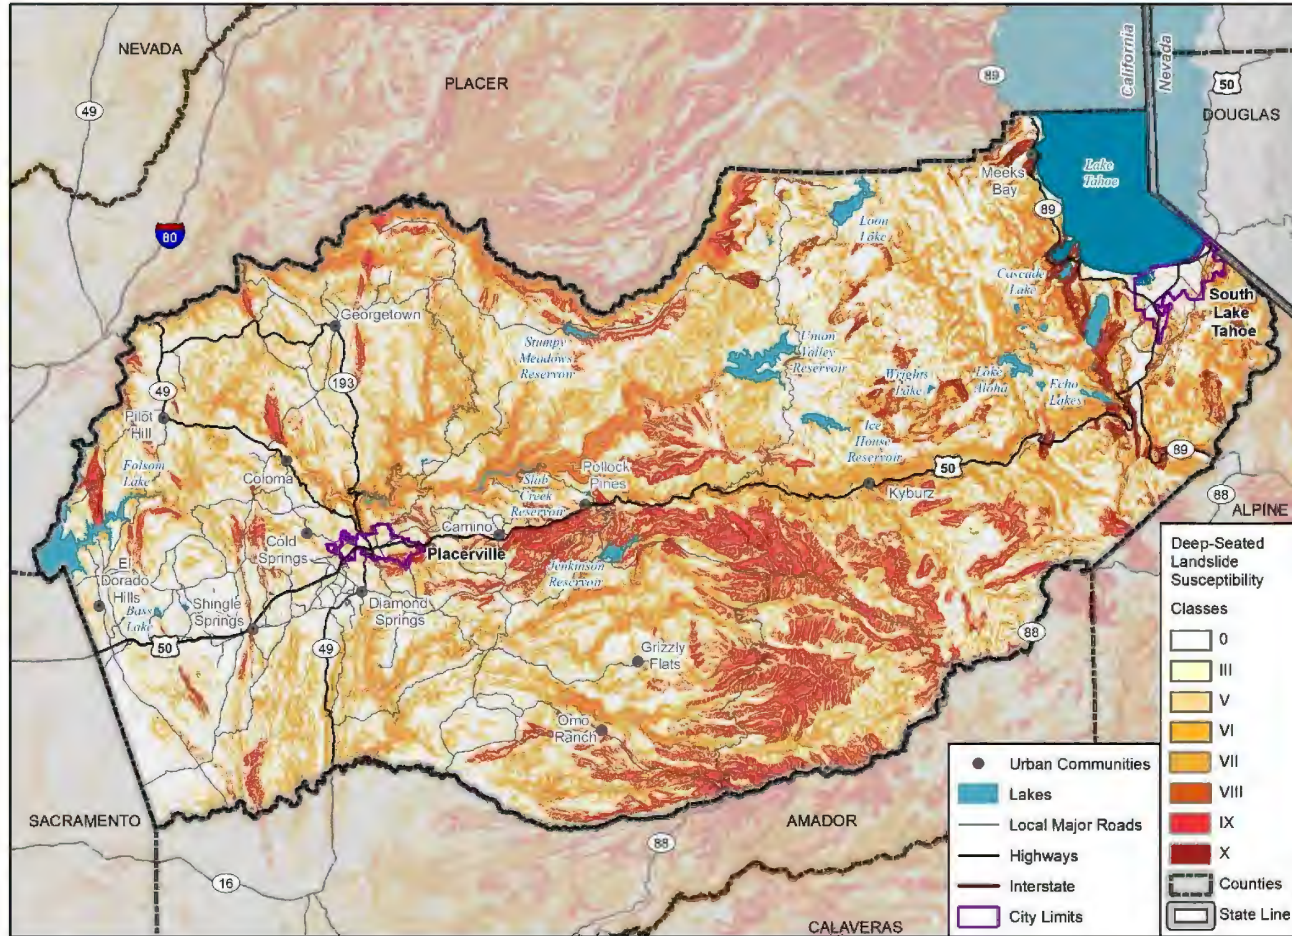 NEVADA
PLACER
89
California
Nevada
50
DOUGLAS
49
80
Meeks
Bay
Lake
Tahoe
89
Loon
Lake
Cascade
Lake
South
Lake
Tahoe
Georgetown
Stumpy
Meadows
Reservoir
Union
Valley
Reservoir
193
49
Wrights
Lake
Lake
Aloha
Echo
Lakes
Pilot
Hill
Ice
House
Reservoir
Folsom
Lake
Coloma
50
89
Slab
Creek
Reservoir
Pollock
Pines
Kyburz
88
ALPINE
Camino
Cold
Springs
Placerville
Jenkinson
Reservoir
El
Dorado
Hills
Bass
Lake
Shingle
Springs
Diamond
Springs
50
49
Grizzly
Flats
88
Omo
Ranch
SACRAMENTO
AMADOR
88
16
CALAVERAS
Urban Communities
Lakes
Local Major Roads
Highways
Interstate
City Limits
Deep-Seated
Landslide
Susceptibility
Classes
0
III
V
VI
VII
VIII
IX
X
Counties
State Line